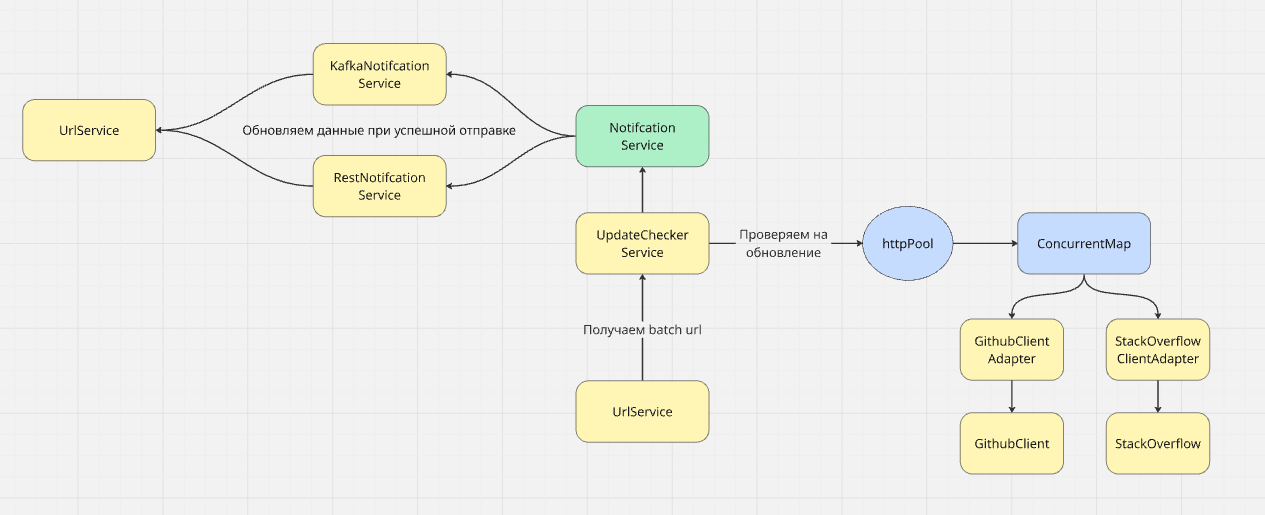 KafkaNotifcation
Service
UrlService
Обновляем данные при успешной отправке
RestNotifcation
Service
Notifcation
Service
UpdateChecker
Service
Проверяем на
обновление
httpPool
ConcurrentMap
Получаем batch url
UrlService
GithubClient
Adapter
StackOverflow
ClientAdapter
GithubClient
StackOverflow